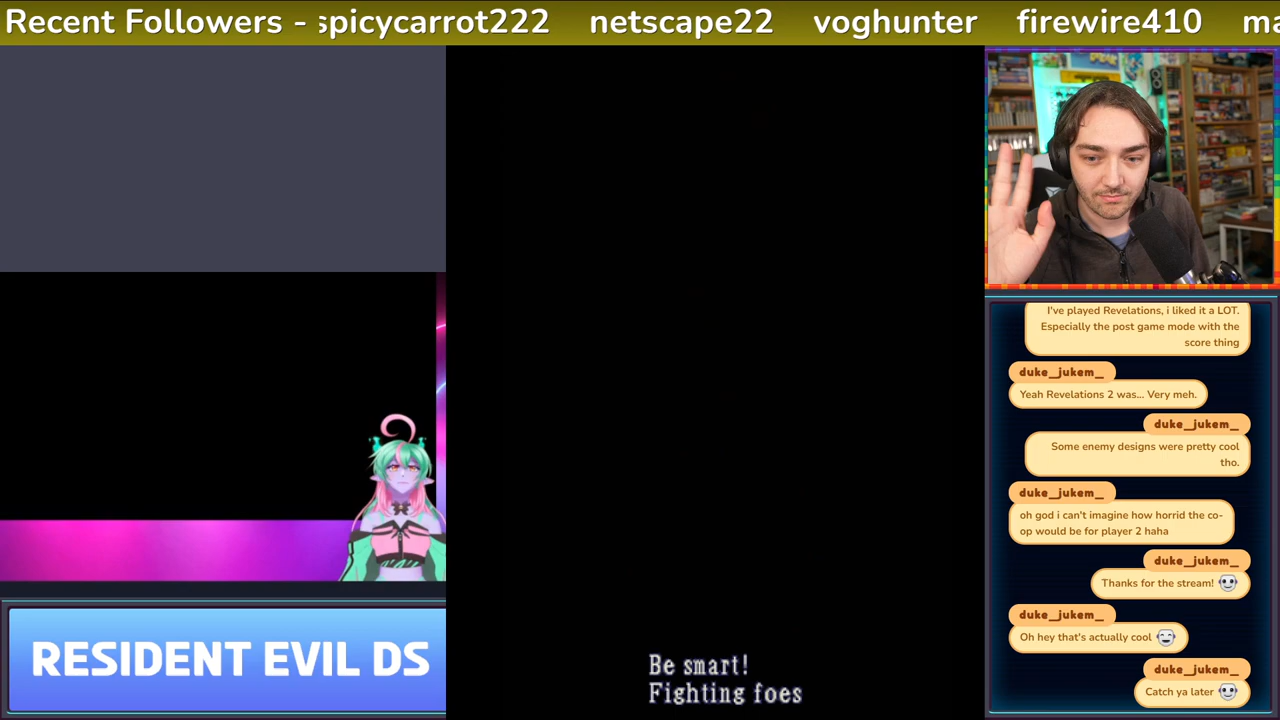 Recent Followers - spicycarrot222 netscape22 voghunter firewire410 ma
I've played Revelations, i liked it a LOT.
Especially the post game mode with the
score thing
duke_jukem_
Yeah Revelations 2 was... Very meh.
duke_jukem_
Some enemy designs were pretty cool
tho.
duke_jukem_
oh god i can't imagine how horrid the co-
op would be for player 2 haha
duke_jukem_
Thanks for the stream!
duke_jukem_
Oh hey that's actually cool
duke_jukem_
Catch ya later
RESIDENT EVIL DS
Be smart!
Fighting foes